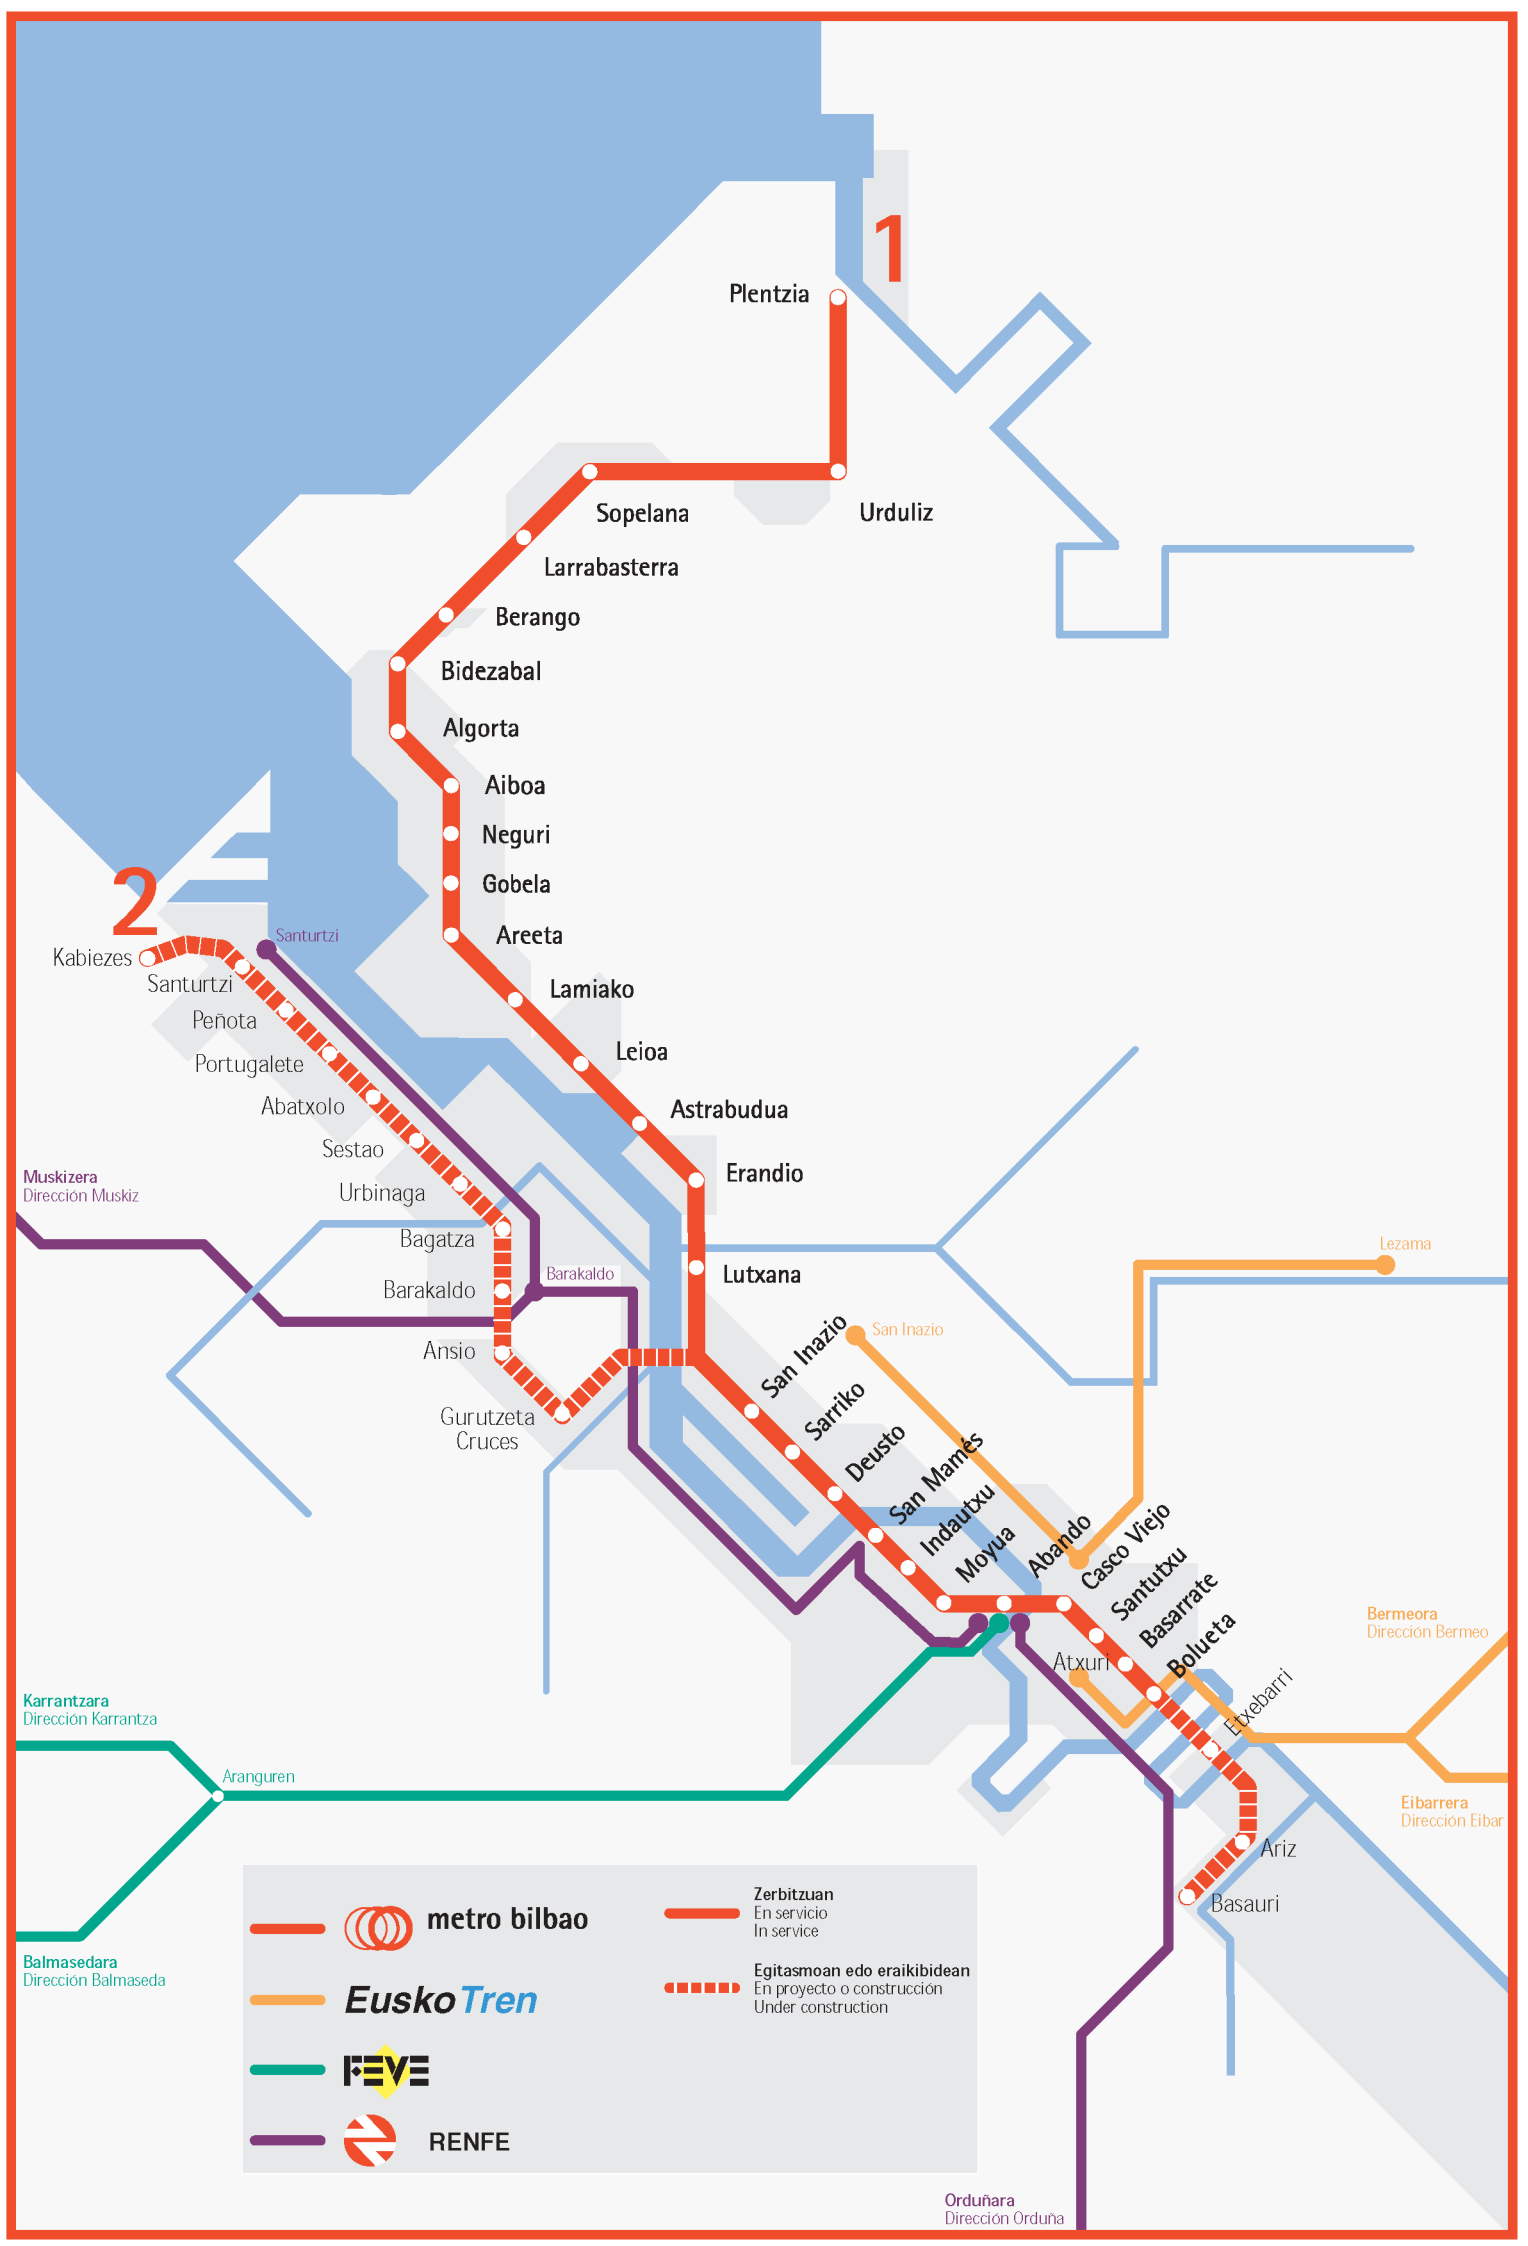 1
Plentzia
Sopelana
Urduliz
Larrabasterra
Berango
Bidezabal
Algorta
Aiboa
Neguri
Gobela
Areeta
Lamiako
Leioa
Astrabudua
Erandio
Lutxana
2
Kabiezes
Santurtzi
Santurtzi
Peñota
Portugalete
Abatxolo
Sestao
Urbinaga
Bagatza
Barakaldo
Barakaldo
Ansio
Gurutzeta
Cruces
Muskizera
Dirección Muskiz
Lezama
San Inazio
San Inazio
Sarriko
Deusto
San Mamés
Indautxu
Moyua
Abando
Casco Viejo
Santutxu
Basarrate
Bolueta
Etxebarri
Atxuri
Ariz
Basauri
Bermeora
Dirección Bermeo
Eibarrera
Dirección Eibar
Karrantzara
Dirección Karrantza
Aranguren
Balmasedara
Dirección Balmaseda
metro bilbao
EuskoTren
FEVE
RENFE
Zerbitzuan
En servicio
In service
Egitasmoan edo eraikibidean
En proyecto o construcción
Under construction
Orduñara
Dirección Orduña